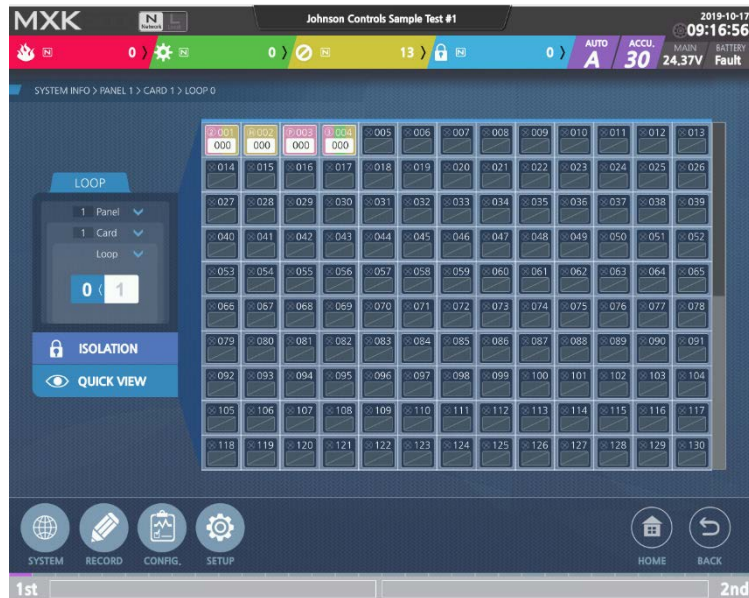 MXK
N
Network
L
Johnson Controls Sample Test #1
2019-10-17
09:16:56
N 0
N 0
N 13
N 0
AUTO
A
ACCU.
30
MAIN
24,37V
BATTERY
Fault
SYSTEM INFO > PANEL 1 > CARD 1 > LOOP 0
001 002 003 004 005 006 007 008 009 010 011 012 013
000 000 000 000
014 015 016 017 018 019 020 021 022 023 024 025 026
027 028 029 030 031 032 033 034 035 036 037 038 039
040 041 042 043 044 045 046 047 048 049 050 051 052
053 054 055 056 057 058 059 060 061 062 063 064 065
066 067 068 069 070 071 072 073 074 075 076 077 078
079 080 081 082 083 084 085 086 087 088 089 090 091
092 093 094 095 096 097 098 099 100 101 102 103 104
105 106 107 108 109 110 111 112 113 114 115 116 117
118 119 120 121 122 123 124 125 126 127 128 129 130
LOOP
1 Panel
1 Card
Loop
0 1
ISOLATION
QUICK VIEW
SYSTEM
RECORD
CONFIG.
SETUP
HOME
BACK
1st
2nd